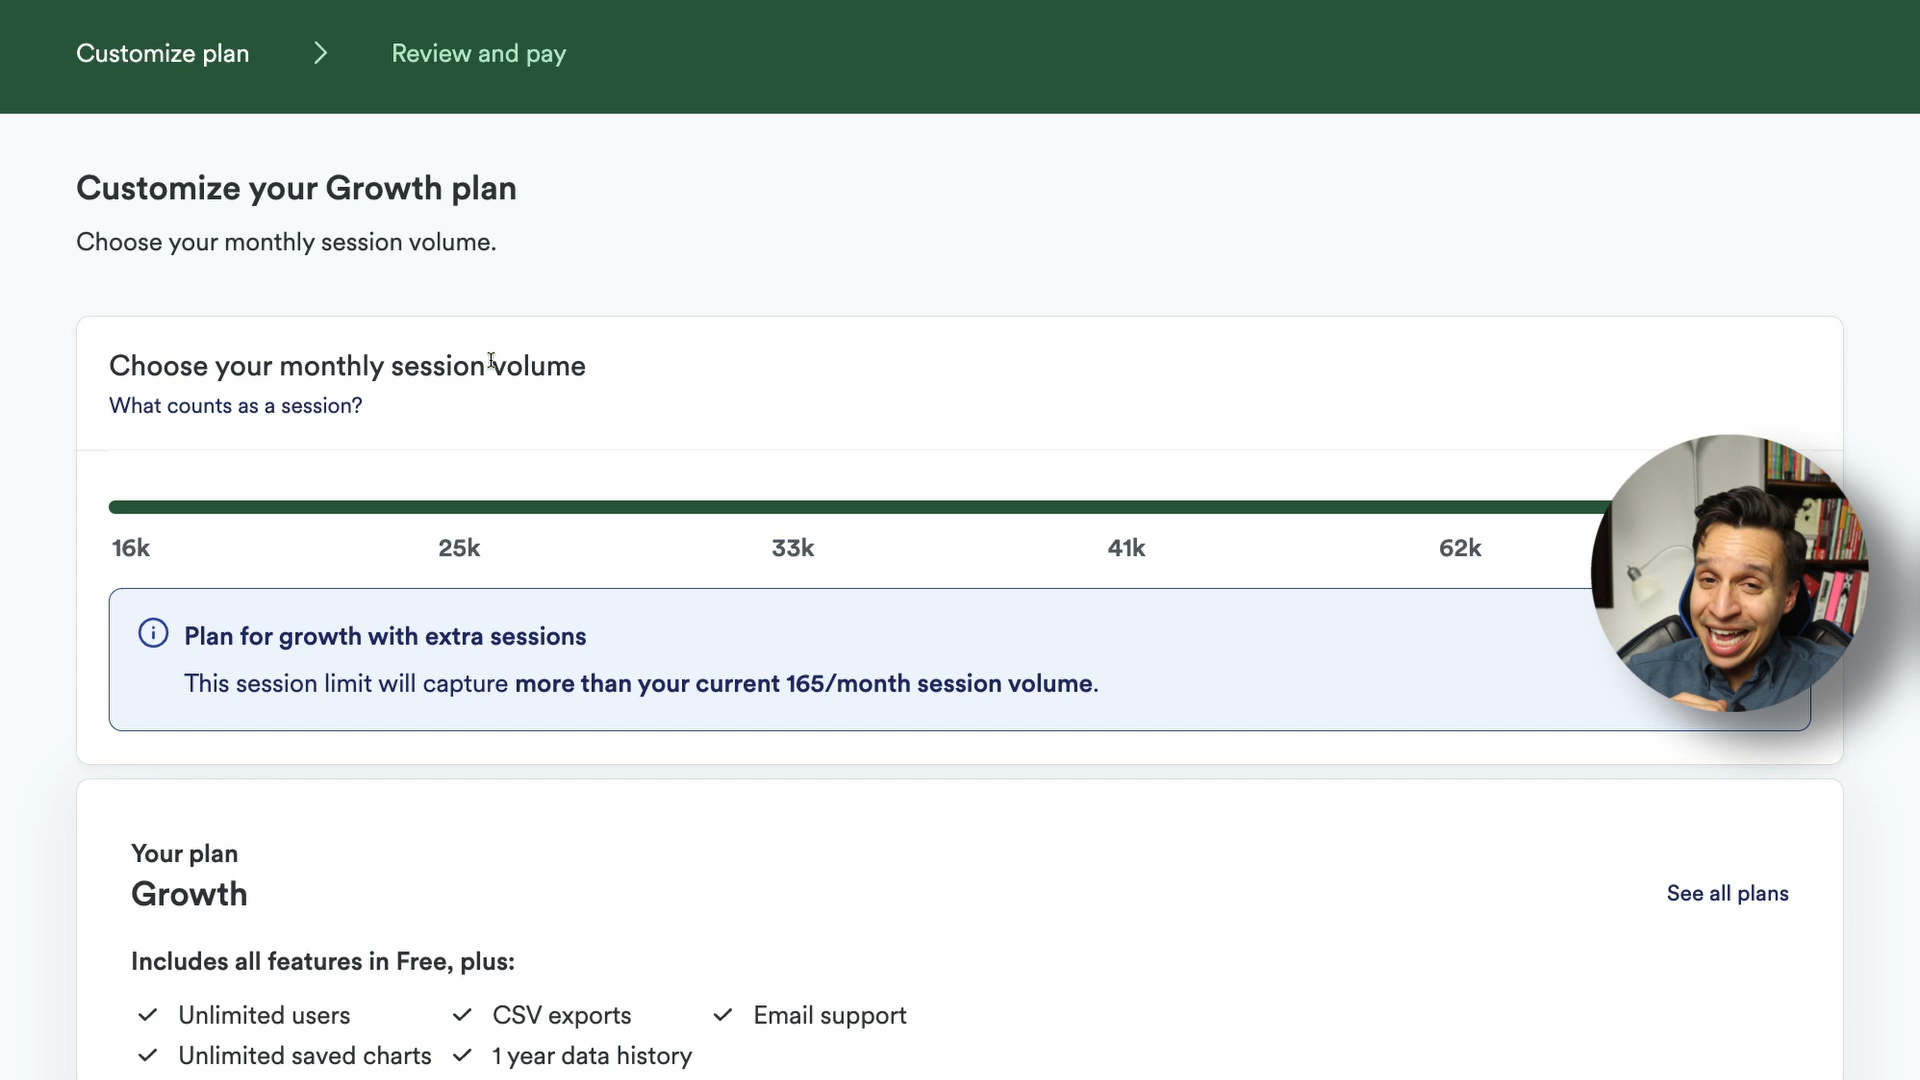 Customize plan
Review and pay
Customize your Growth plan
Choose your monthly session volume.
Choose your monthly session volume
What counts as a session?
16k 25k 33k 41k 62k
Plan for growth with extra sessions
This session limit will capture more than your current 165/month session volume.
Your plan
Growth
See all plans
Includes all features in Free, plus:
Unlimited users CSV exports Email support
Unlimited saved charts 1 year data history